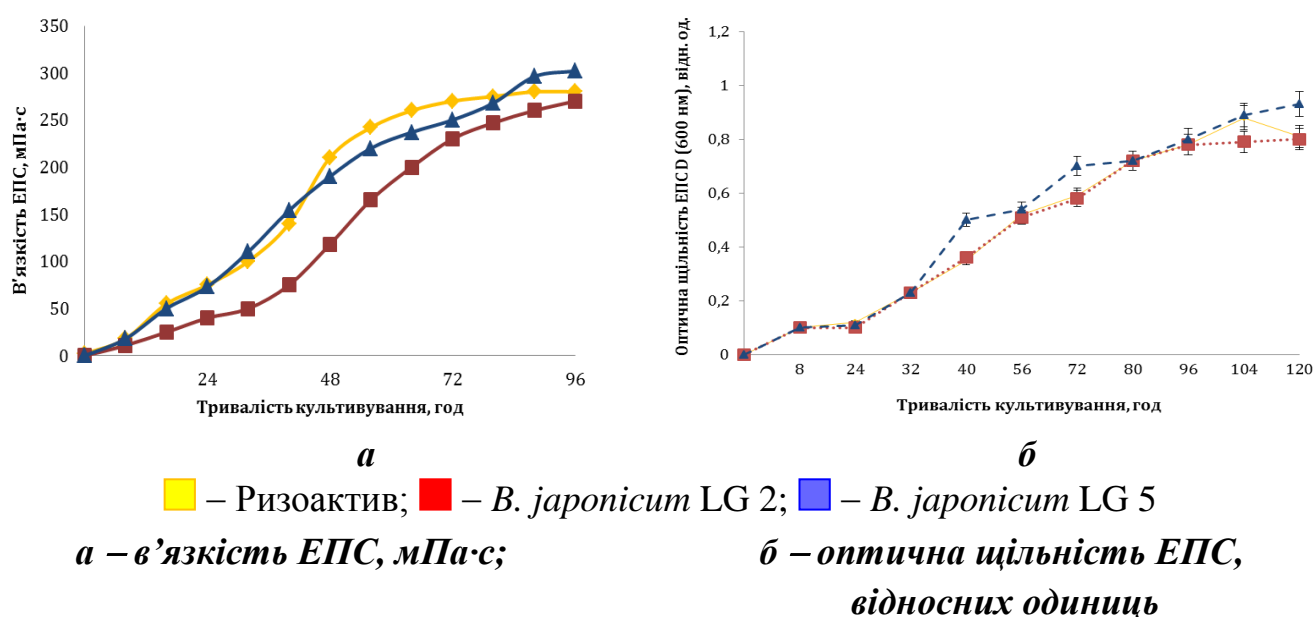 350
300
250
200
150
100
50
0
24 48 72 96
В'язкість ЕПС, мПа·с
Тривалість культивування, год
1,2
1
0,8
0,6
0,4
0,2
0
8 24 32 40 56 72 80 96 104 120
Оптична щільність ЕПС D (600 нм), відн. од.
Тривалість культивування, год
а б
– Ризоактив; – B. japonicum LG 2; – B. japonicum LG 5
а – в’язкість ЕПС, мПа·с; б – оптична щільність ЕПС,
відносних одиниць